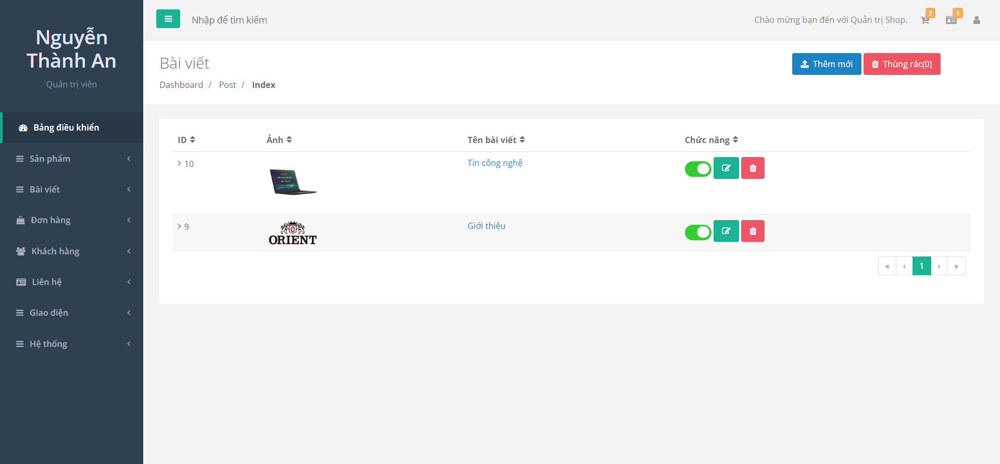 Nguyễn
Thành An
Quản trị viên
Bảng điều khiển
Sản phẩm
Bài viết
Đơn hàng
Khách hàng
Liên hệ
Giao diện
Hệ thống
Nhập để tìm kiếm
Chào mừng bạn đến với Quản trị Shop.
2
1
Bài viết
Dashboard / Post / Index
Thêm mới
Thùng rác(0)
ID Ảnh Tên bài viết Chức năng
10 Tin công nghệ
9 ORIENT Giới thiệu
« ‹ 1 › »